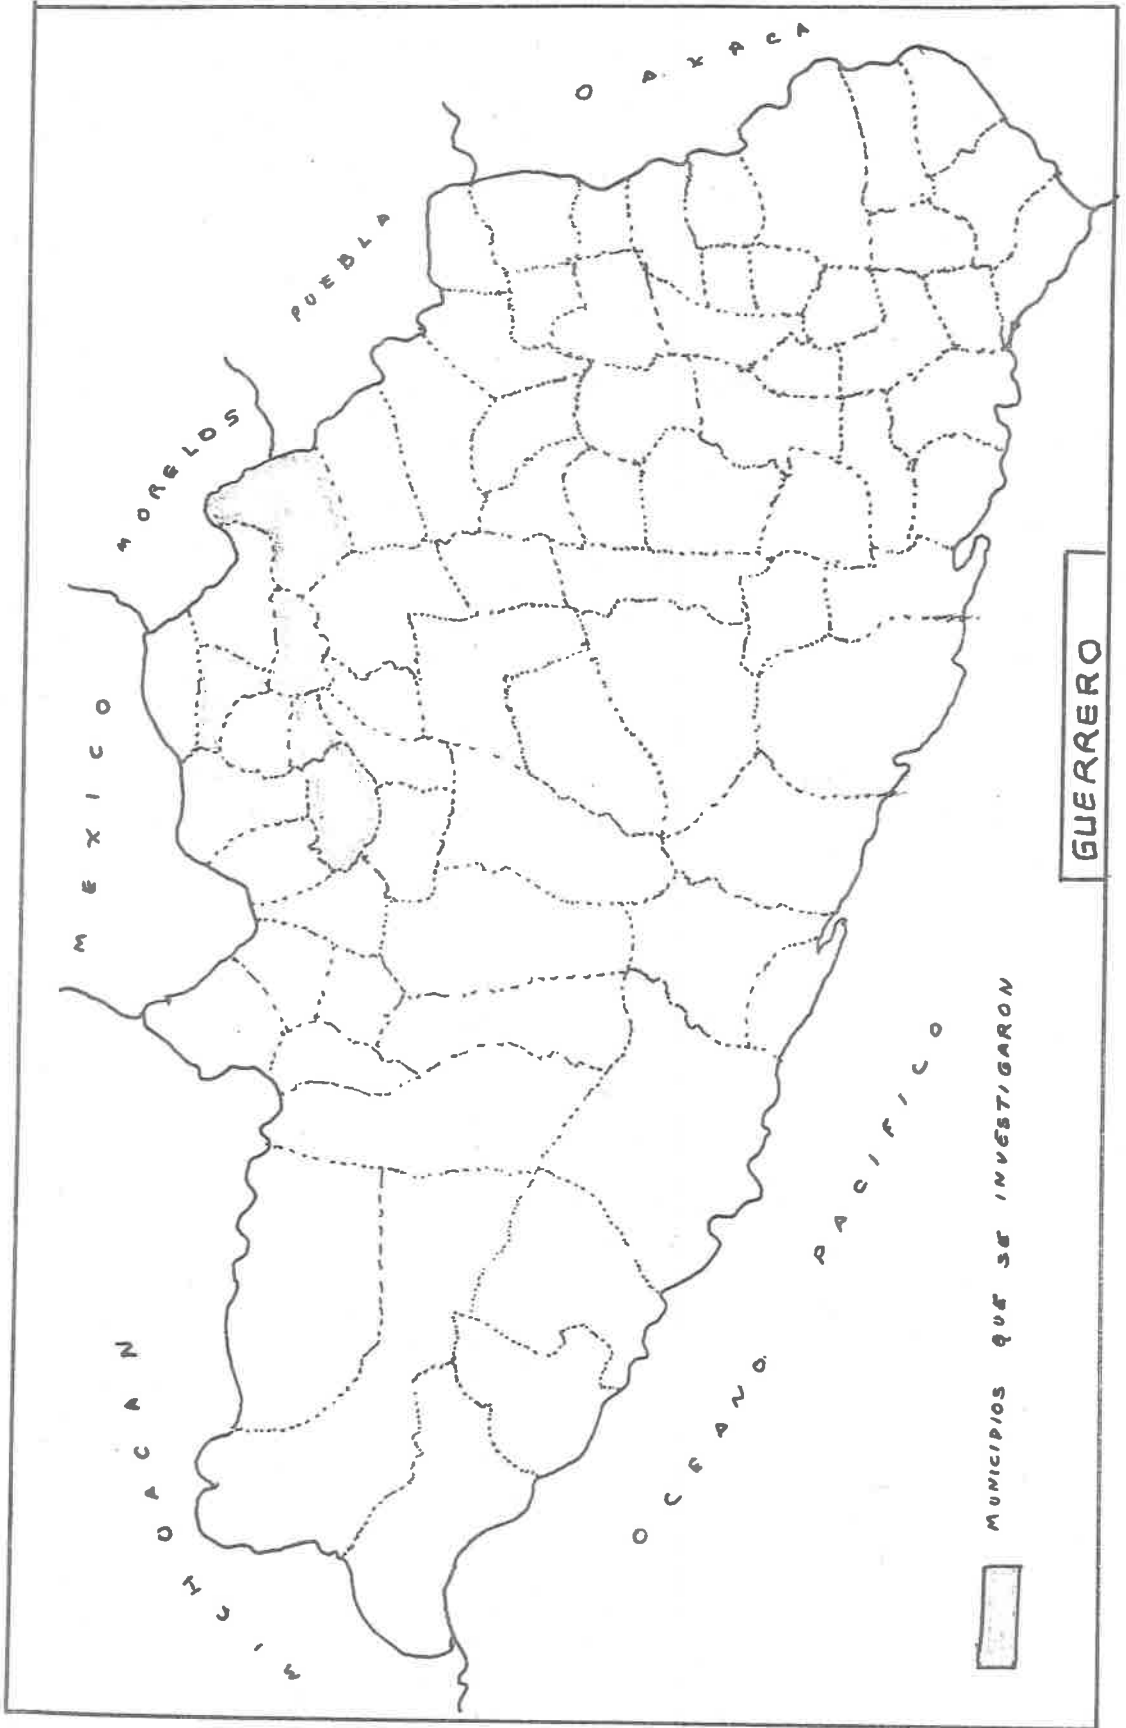 MICHOACAN
MEXICO
MORELOS
PUEBLA
OAXACA
OCEANO PACIFICO
MUNICIPIOS QUE SE INVESTIGARON
GUERRERO